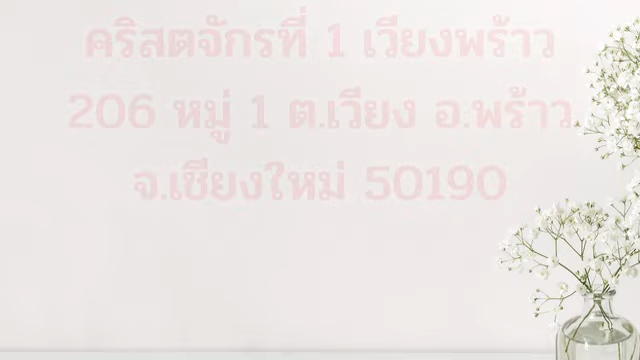 คริสตจักรที่ 1 เวียงพร้าว
206 หมู่ 1 ต.เวียง อ.พร้าว
จ.เชียงใหม่ 50190